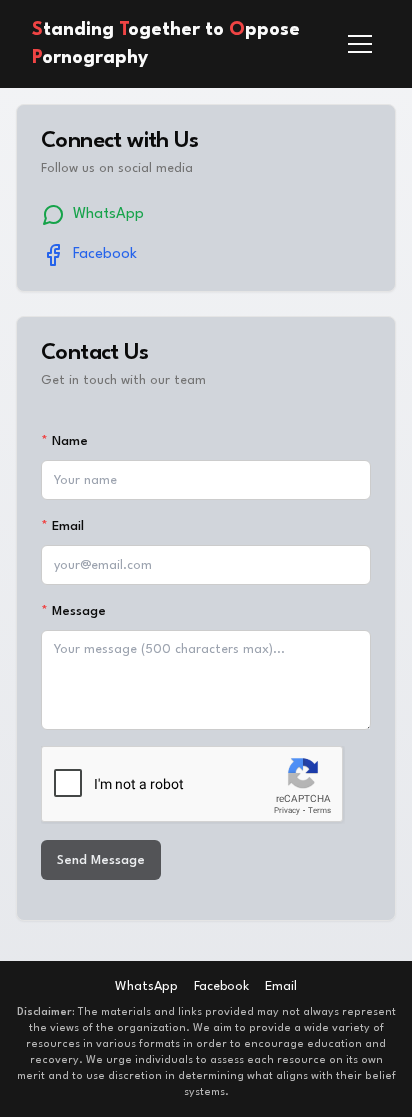 Standing Together to Oppose
Pornography
Connect with Us
Follow us on social media
WhatsApp
Facebook
Contact Us
Get in touch with our team
* Name
Your name
* Email
your@email.com
* Message
Your message (500 characters max)...
I'm not a robot
reCAPTCHA
Privacy - Terms
Send Message
WhatsApp Facebook Email
Disclaimer: The materials and links provided may not always represent
the views of the organization. We aim to provide a wide variety of
resources in various formats in order to encourage education and
recovery. We urge individuals to assess each resource on its own
merit and to use discretion in determining what aligns with their belief
systems.